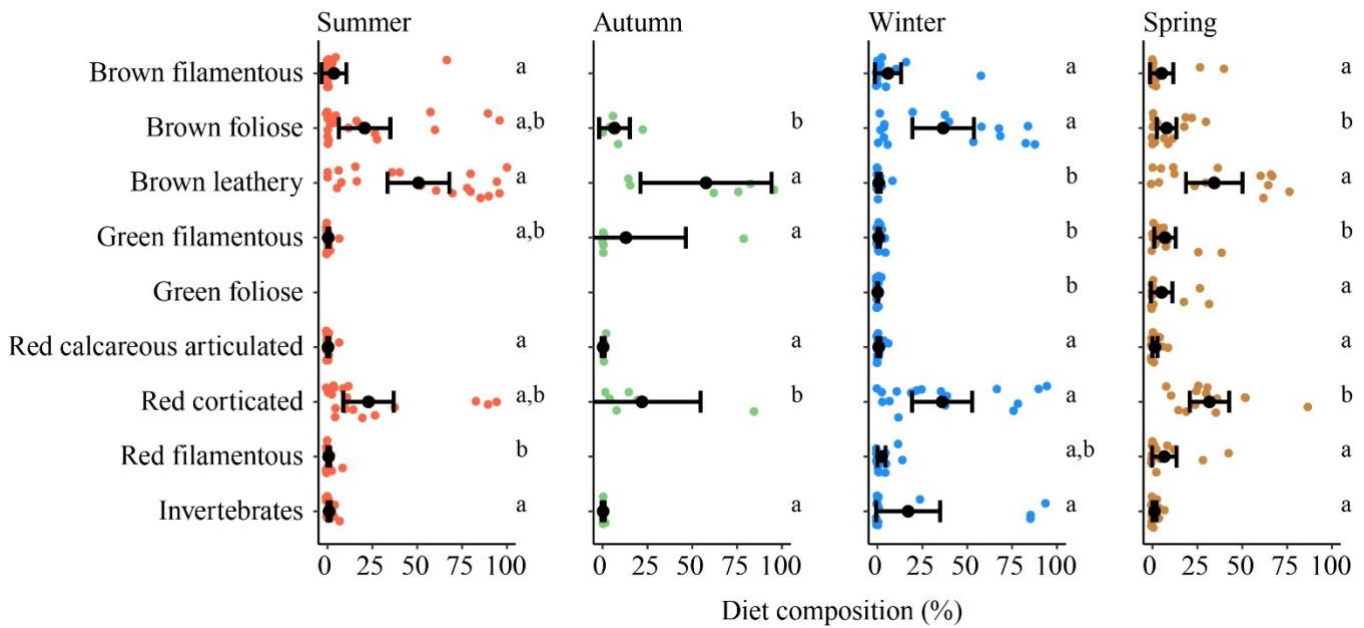 Summer Autumn Winter Spring
Brown filamentous a a a
Brown foliose a,b b a b
Brown leathery a a b a
Green filamentous a,b a b b
Green foliose b a
Red calcareous articulated a a a a
Red corticated a,b b a b
Red filamentous b a,b a
Invertebrates a a a a
0 25 50 75 100 0 25 50 75 100 0 25 50 75 100 0 25 50 75 100
Diet composition (%)